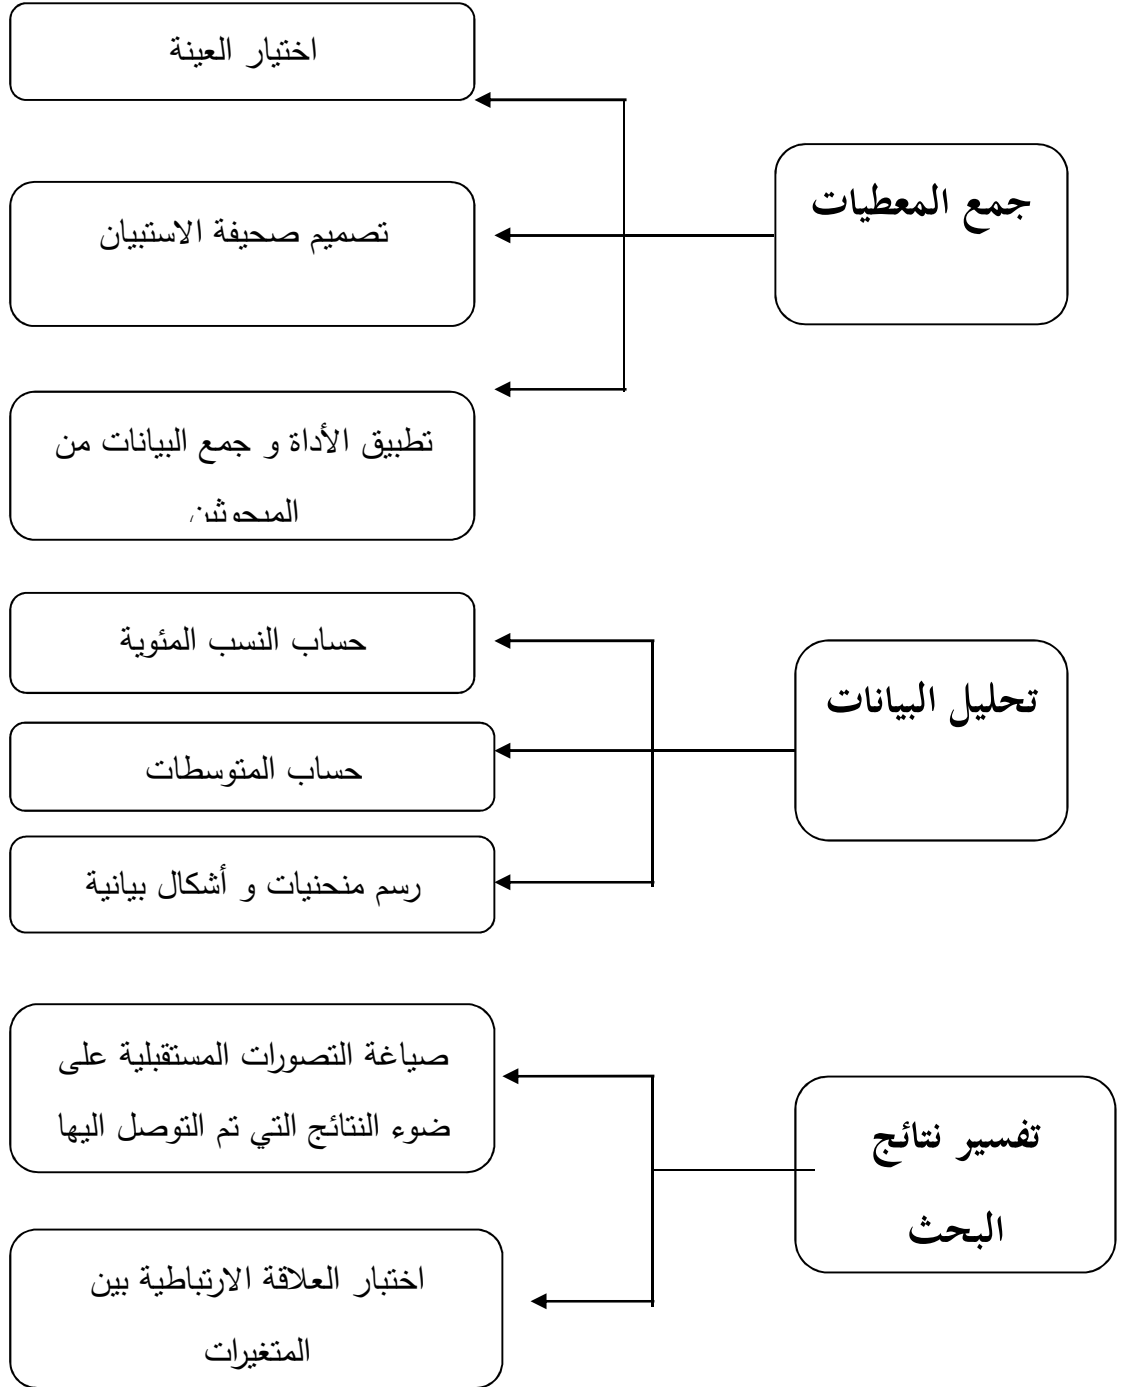 جمع المعطيات
اختيار العينة
تصميم صحيفة الاستبيان
تطبيق الأداة و جمع البيانات من
المبحوثين
تحليل البيانات
حساب النسب المئوية
حساب المتوسطات
رسم منحنيات و أشكال بيانية
تفسير نتائج
البحث
صياغة التصورات المستقبلية على
ضوء النتائج التي تم التوصل اليها
اختبار العلاقة الارتباطية بين
المتغيرات